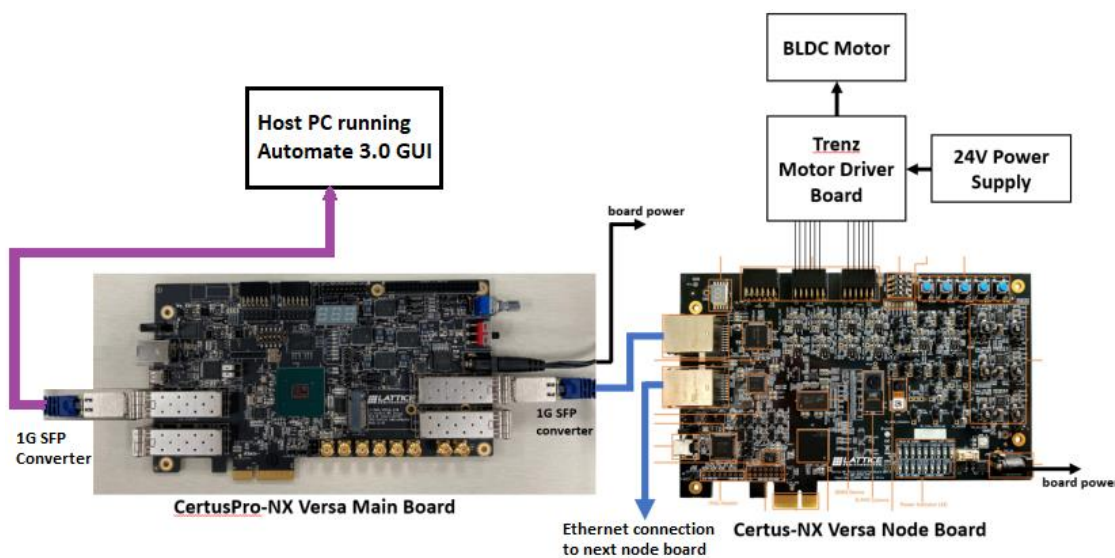 BLDC Motor
Host PC running
Automate 3.0 GUI
Trenz
Motor Driver
Board
24V Power
Supply
board power
1G SFP
Converter
1G SFP
converter
LATTICE
LATTICE
board power
CertusPro-NX Versa Main Board
Ethernet connection
to next node board
Certus-NX Versa Node Board